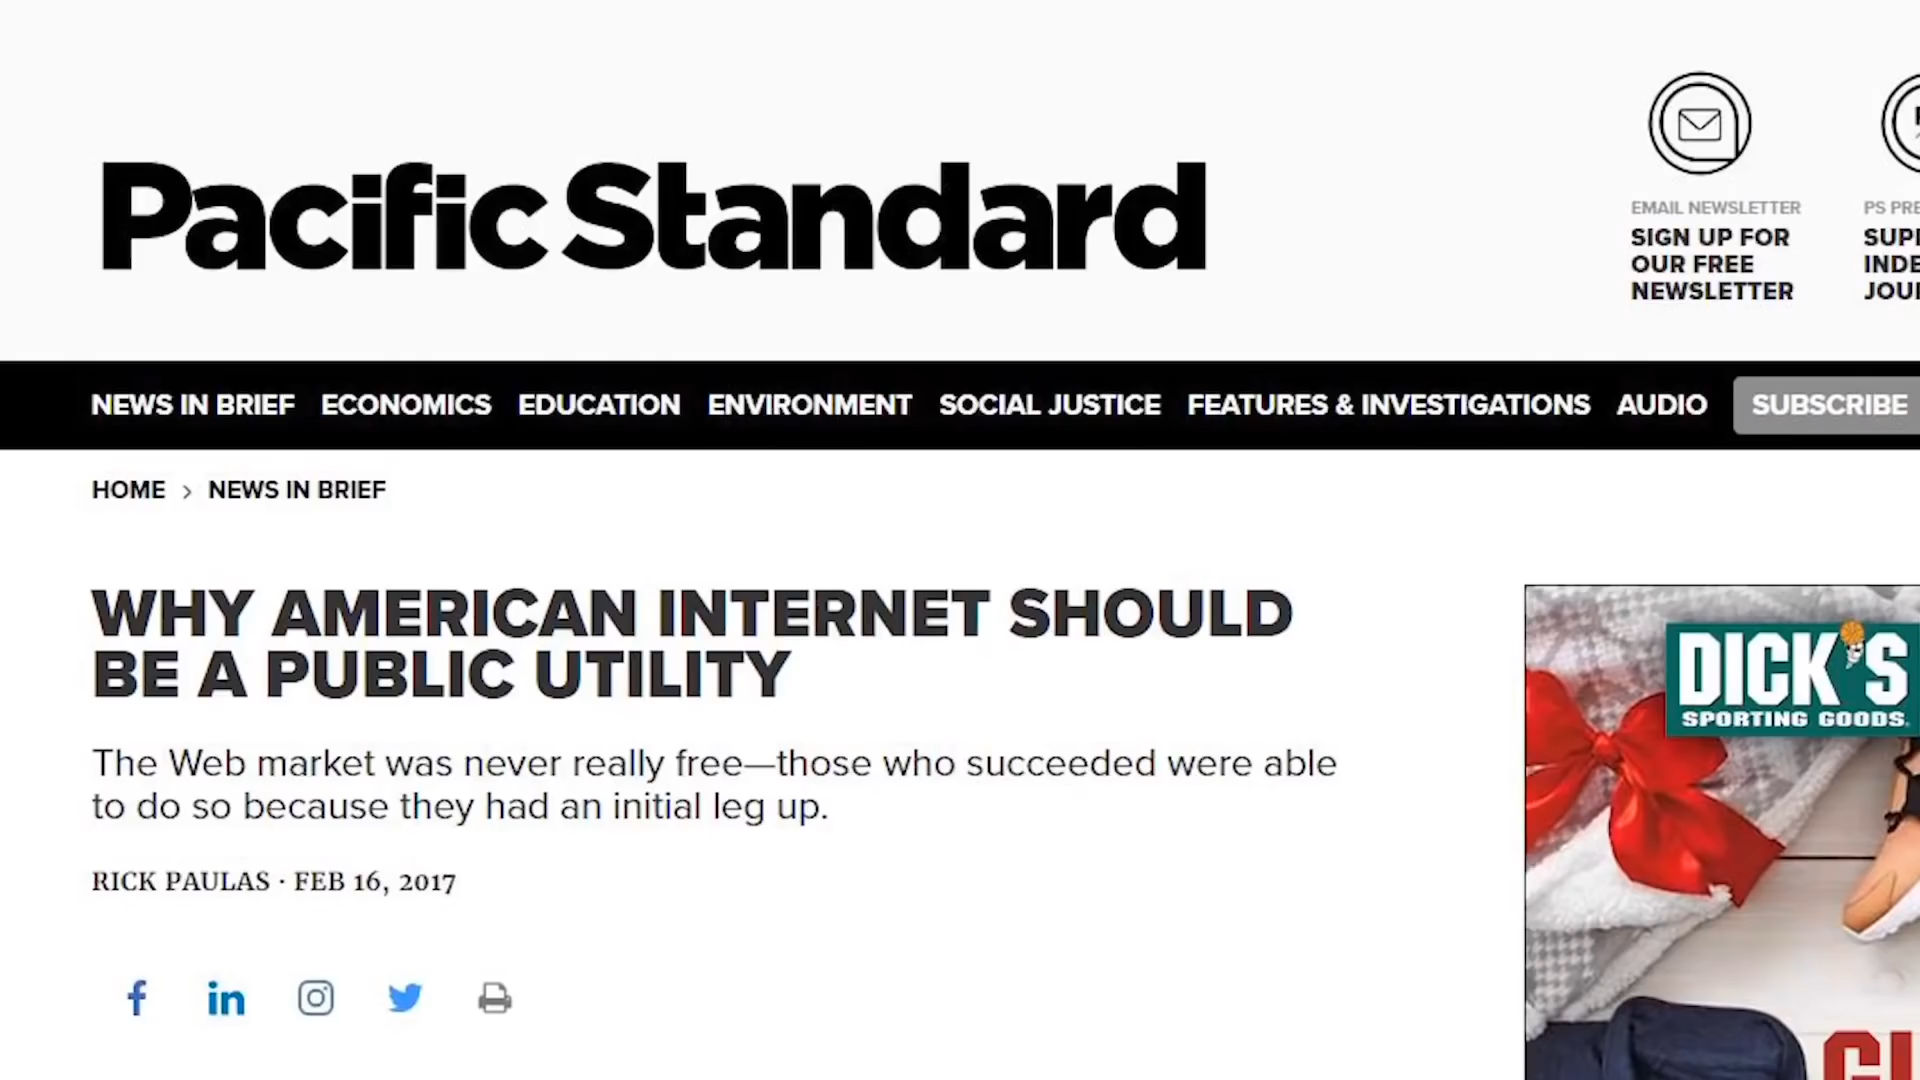 Pacific Standard
EMAIL NEWSLETTER
SIGN UP FOR
OUR FREE
NEWSLETTER
NEWS IN BRIEF ECONOMICS EDUCATION ENVIRONMENT SOCIAL JUSTICE FEATURES & INVESTIGATIONS AUDIO SUBSCRIBE
HOME > NEWS IN BRIEF
WHY AMERICAN INTERNET SHOULD
BE A PUBLIC UTILITY
The Web market was never really free—those who succeeded were able
to do so because they had an initial leg up.
RICK PAULAS · FEB 16, 2017
DICK'S
SPORTING GOODS.